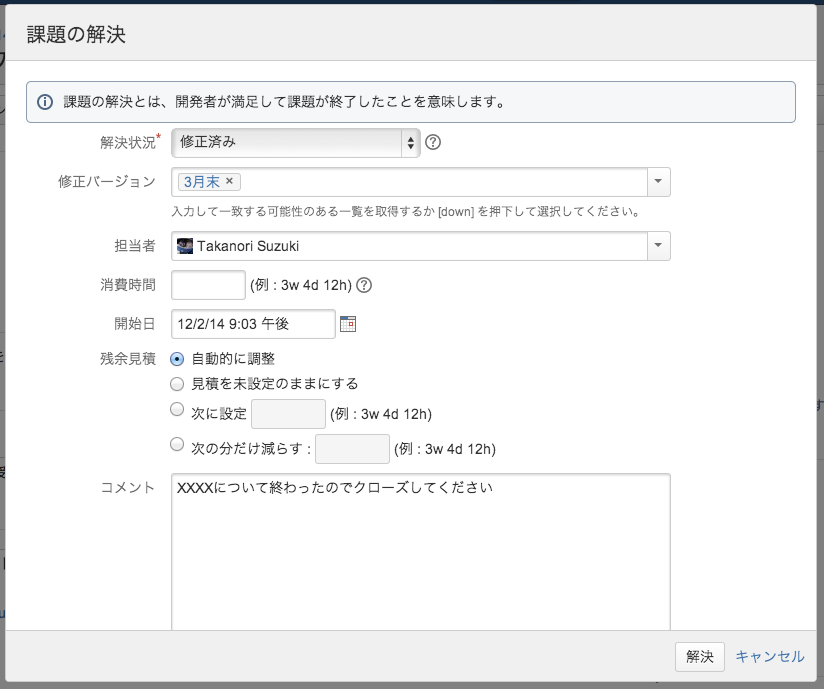 課題の解決
課題の解決とは、開発者が満足して課題が終了したことを意味します。
解決状況* 修正済み
修正バージョン 3月末 ×
入力して一致する可能性のある一覧を取得するか [down] を押下して選択してください。
担当者 Takanori Suzuki
消費時間 (例 : 3w 4d 12h)
開始日 12/2/14 9:03 午後
残余見積 自動的に調整
見積を未設定のままにする
次に設定 (例 : 3w 4d 12h)
次の分だけ減らす : (例 : 3w 4d 12h)
コメント XXXXについて終わったのでクローズしてください
解決 キャンセル